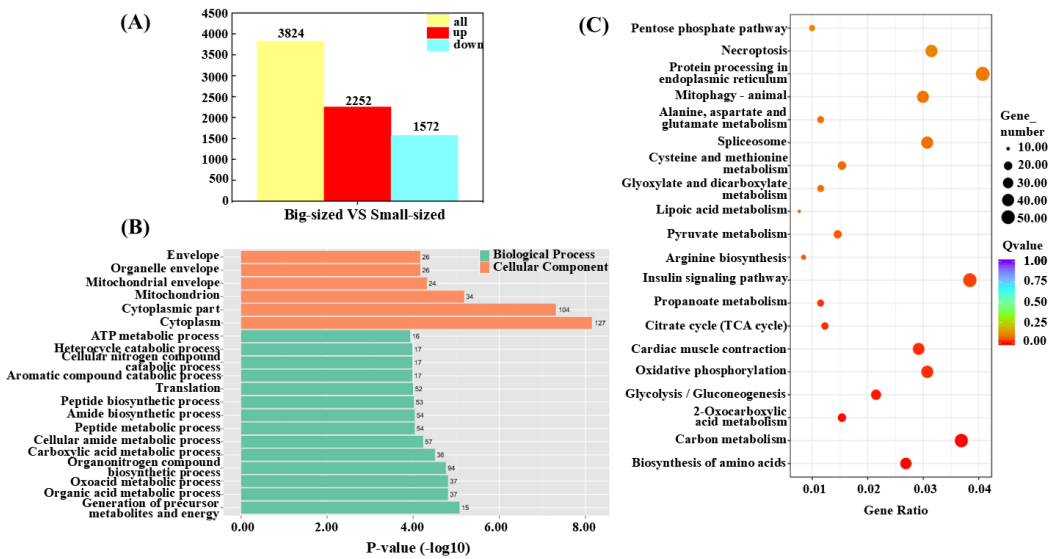 (A)
4500
4000
3500
3000
2500
2000
1500
1000
500
0
3824
2252
1572
all
up
down
Big-sized VS Small-sized
(B)
Envelope
Organelle envelope
Mitochondrial envelope
Mitochondrion
Cytoplasmic part
Cytoplasm
ATP metabolic process
Heterocycle catabolic process
Cellular nitrogen compound
catabolic process
Aromatic compound catabolic process
Translation
Peptide biosynthetic process
Amide biosynthetic process
Peptide metabolic process
Cellular amide metabolic process
Carboxylic acid metabolic process
Organonitrogen compound
biosynthetic process
Oxoacid metabolic process
Organic acid metabolic process
Generation of precursor
metabolites and energy
26
26
24
34
104
127
16
17
17
17
52
53
54
54
57
36
94
37
37
15
Biological Process
Cellular Component
0.00 2.00 4.00 6.00 8.00
P-value (-log10)
(C)
Pentose phosphate pathway
Necroptosis
Protein processing in
endoplasmic reticulum
Mitophagy - animal
Alanine, aspartate and
glutamate metabolism
Spliceosome
Cysteine and methionine
metabolism
Glyoxylate and dicarboxylate
metabolism
Lipoic acid metabolism
Pyruvate metabolism
Arginine biosynthesis
Insulin signaling pathway
Propanoate metabolism
Citrate cycle (TCA cycle)
Cardiac muscle contraction
Oxidative phosphorylation
Glycolysis / Gluconeogenesis
2-Oxocarboxylic
acid metabolism
Carbon metabolism
Biosynthesis of amino acids
0.01 0.02 0.03 0.04
Gene Ratio
Gene_
number
10.00
20.00
30.00
40.00
50.00
Qvalue
1.00
0.75
0.50
0.25
0.00